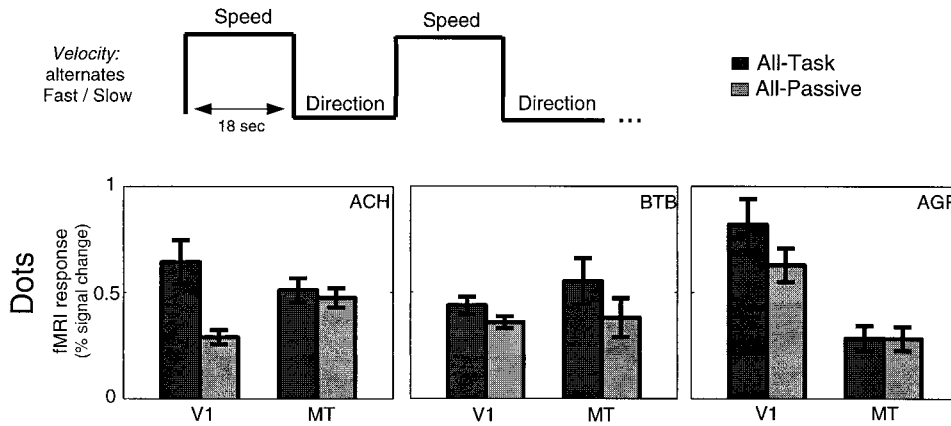 Speed
Speed
Velocity:
alternates
Fast / Slow
18 sec
Direction
Direction
...
All-Task
All-Passive
Dots
fMRI response
(% signal change)
1
0.5
0
ACH
BTB
AGF
V1
MT
V1
MT
V1
MT